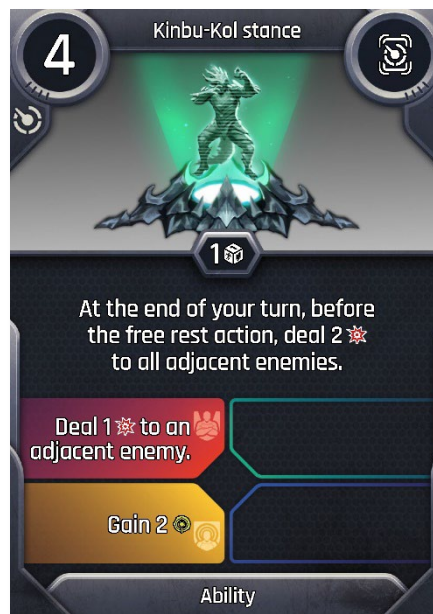 Kinbu-Kol stance
4
1
At the end of your turn, before
the free rest action, deal 2
to all adjacent enemies.
Deal 1 to an
adjacent enemy.
Gain 2
Ability